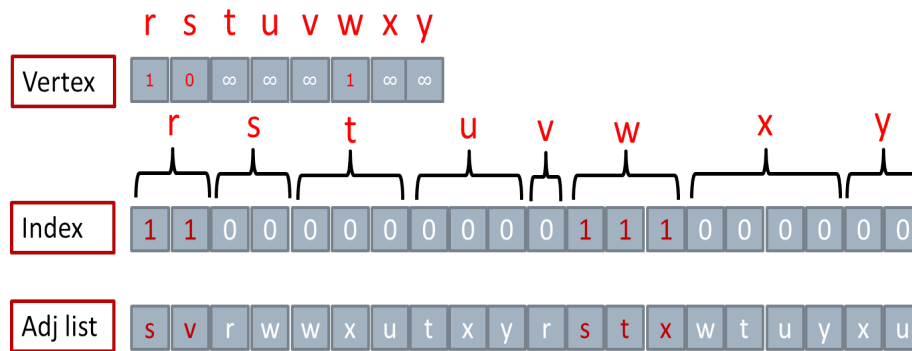 r s t u v w x y
Vertex 1 0 ∞ ∞ ∞ 1 ∞ ∞
r s t u v w x y
Index 1 1 0 0 0 0 0 0 0 0 0 1 1 1 0 0 0 0 0 0
Adj list s v r w w x u t x y r s t x w t u y x u